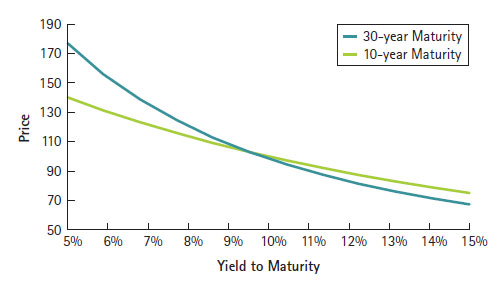 190
170
150
130
110
90
70
50
Price
30-year Maturity
10-year Maturity
5% 6% 7% 8% 9% 10% 11% 12% 13% 14% 15%
Yield to Maturity